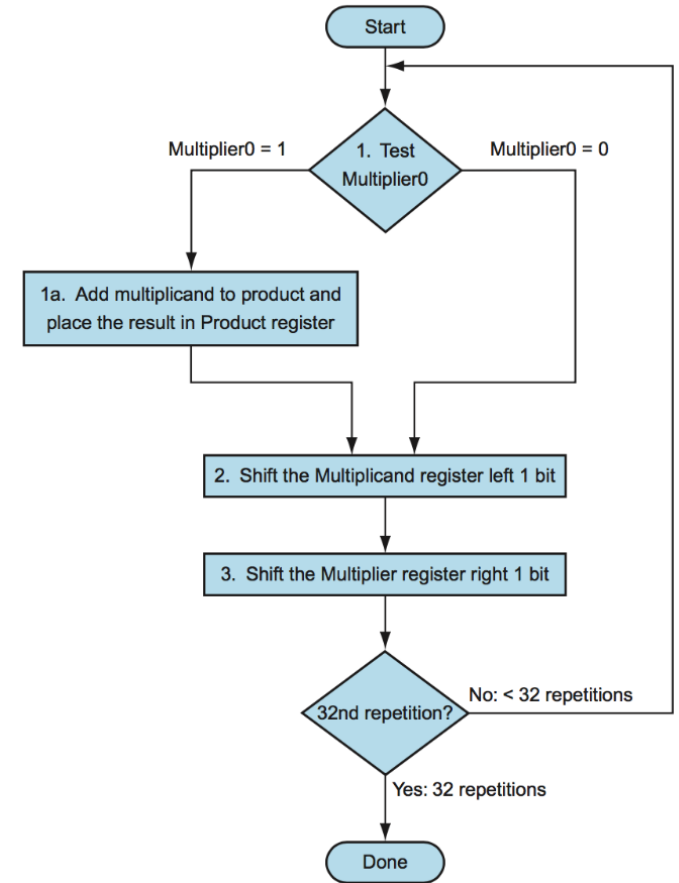 Start
Multiplier0 = 1
1. Test
Multiplier0
Multiplier0 = 0
1a. Add multiplicand to product and
place the result in Product register
2. Shift the Multiplicand register left 1 bit
3. Shift the Multiplier register right 1 bit
32nd repetition?
No: < 32 repetitions
Yes: 32 repetitions
Done